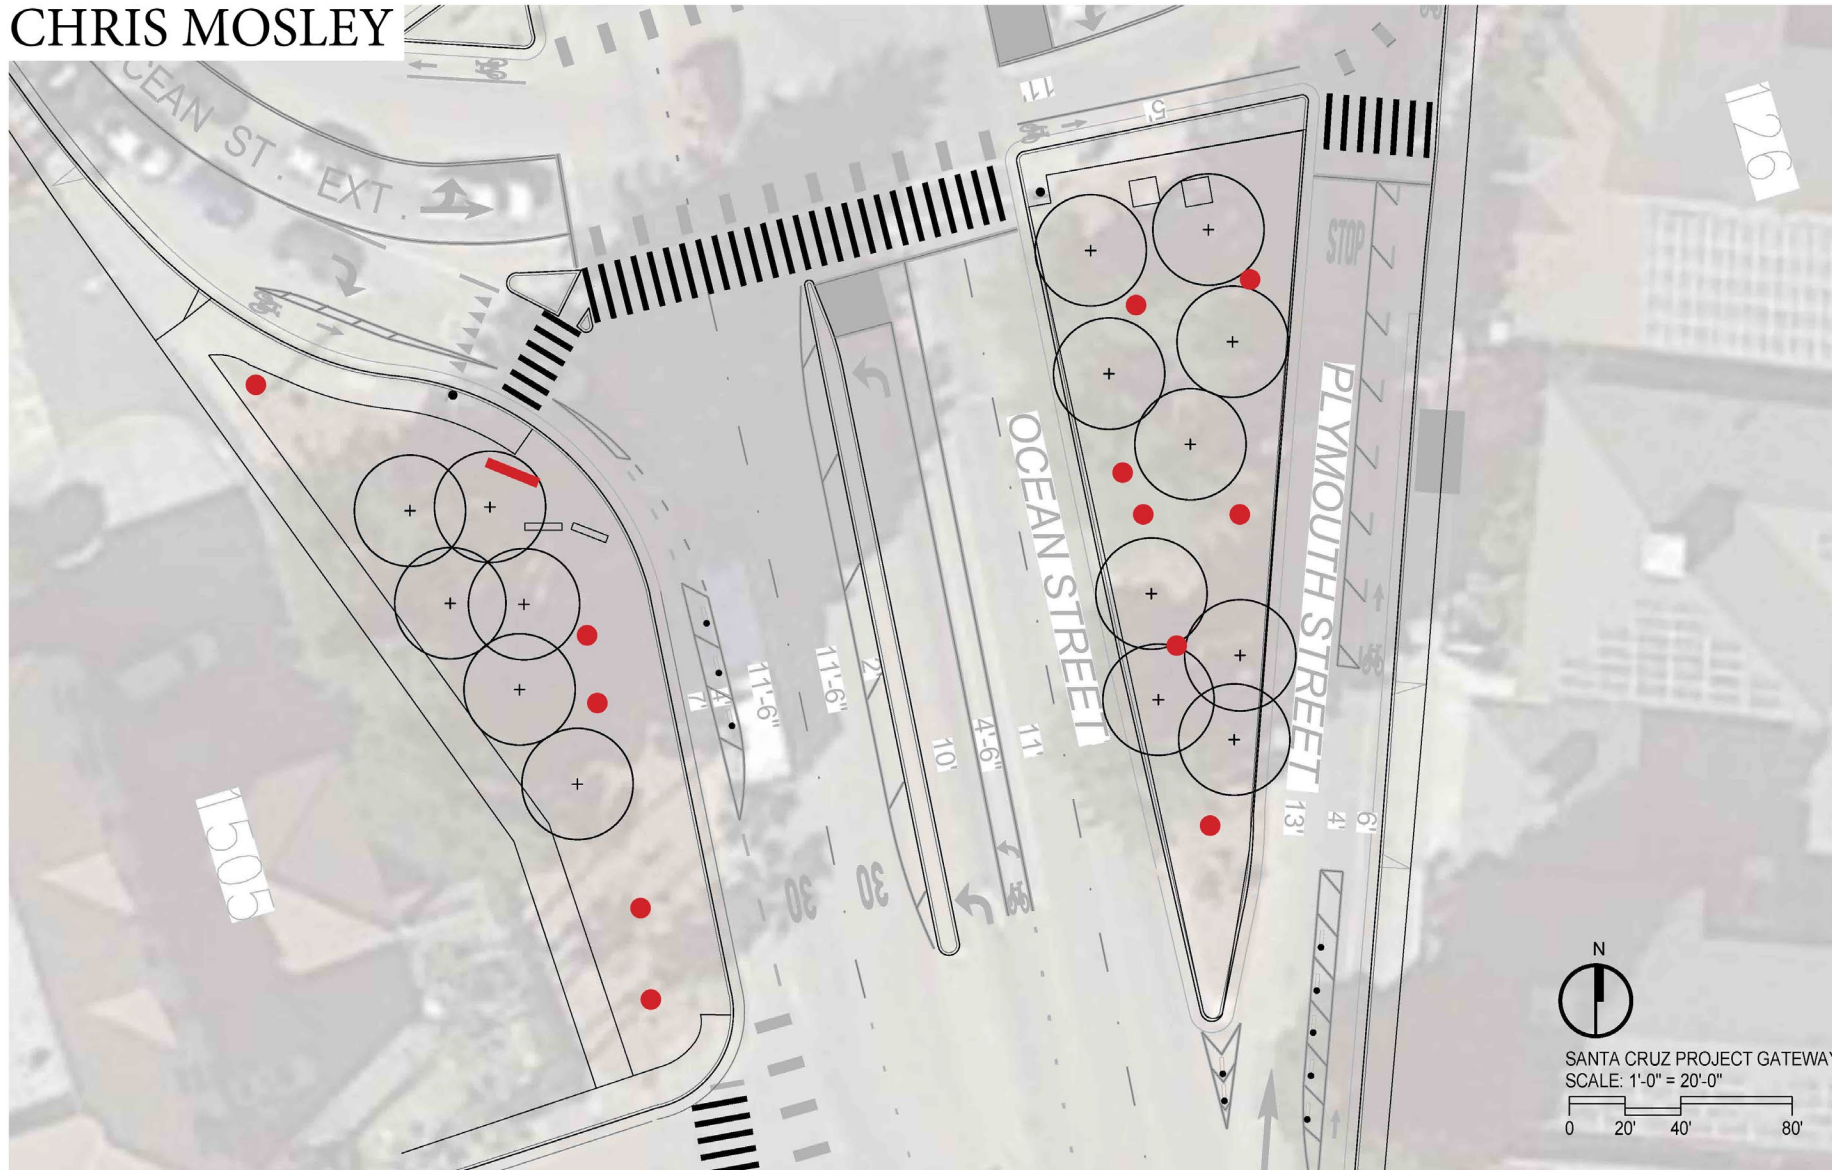 CHRIS MOSLEY
OCEAN ST. EXT.
11'
5'
126
STOP
OCEAN STREET
PLYMOUTH STREET
7'
4'
11'-6"
11'-6"
2'
10'
4'-6"
11'
13'
4'
6'
1505
30
30
N
SANTA CRUZ PROJECT GATEWAY
SCALE: 1'-0" = 20'-0"
0 20' 40' 80'